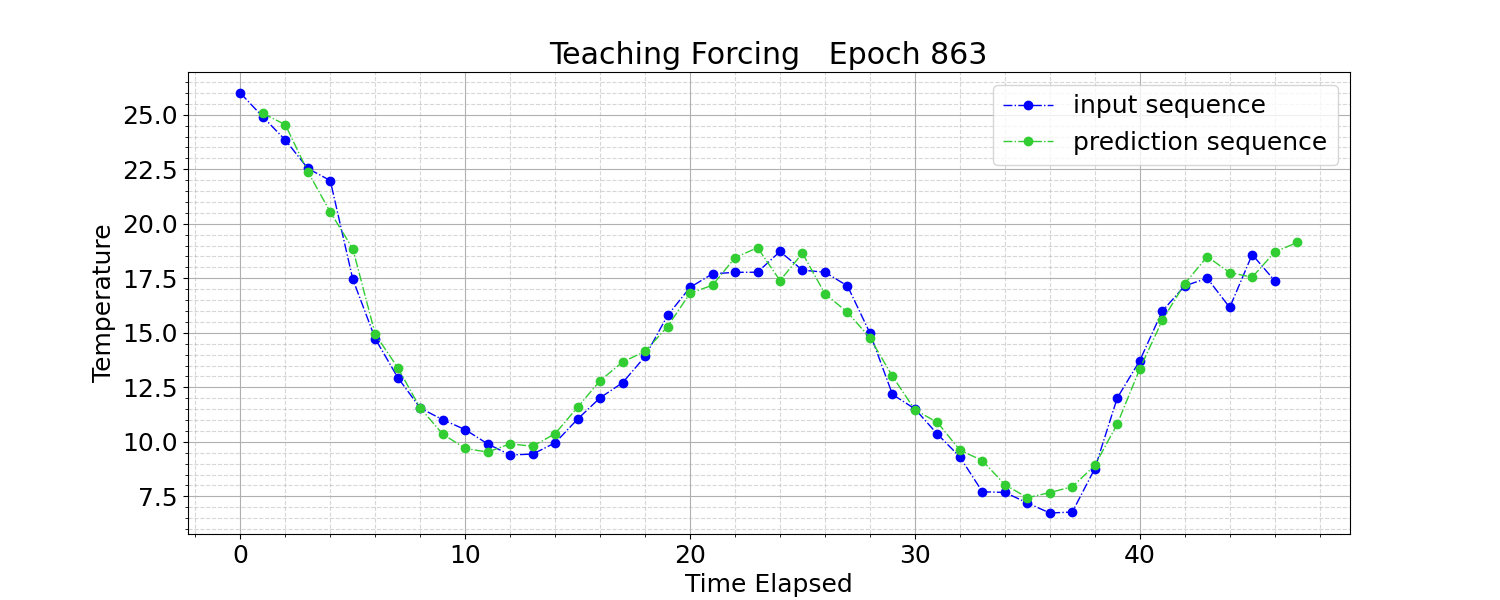 Teaching Forcing   Epoch 863
input sequence
prediction sequence
Temperature
25.0
22.5
20.0
17.5
15.0
12.5
10.0
7.5
0 10 20 30 40
Time Elapsed